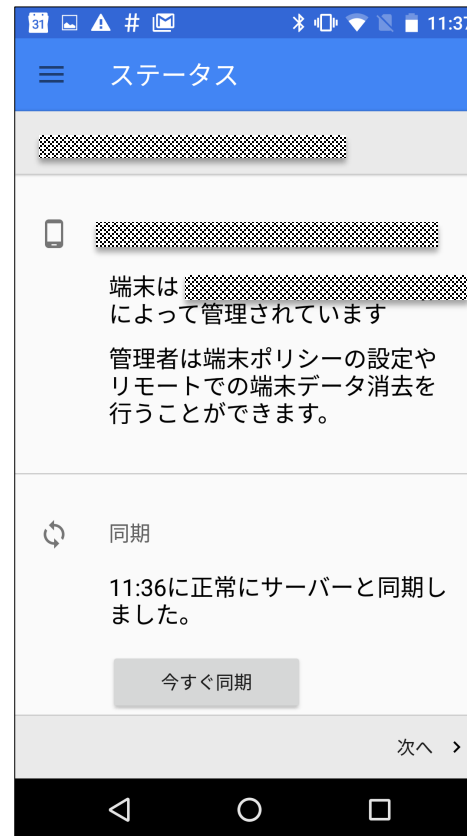 31 # 11:37
ステータス
端末は
によって管理されています
管理者は端末ポリシーの設定や
リモートでの端末データ消去を
行うことができます。
同期
11:36に正常にサーバーと同期し
ました。
今すぐ同期
次へ